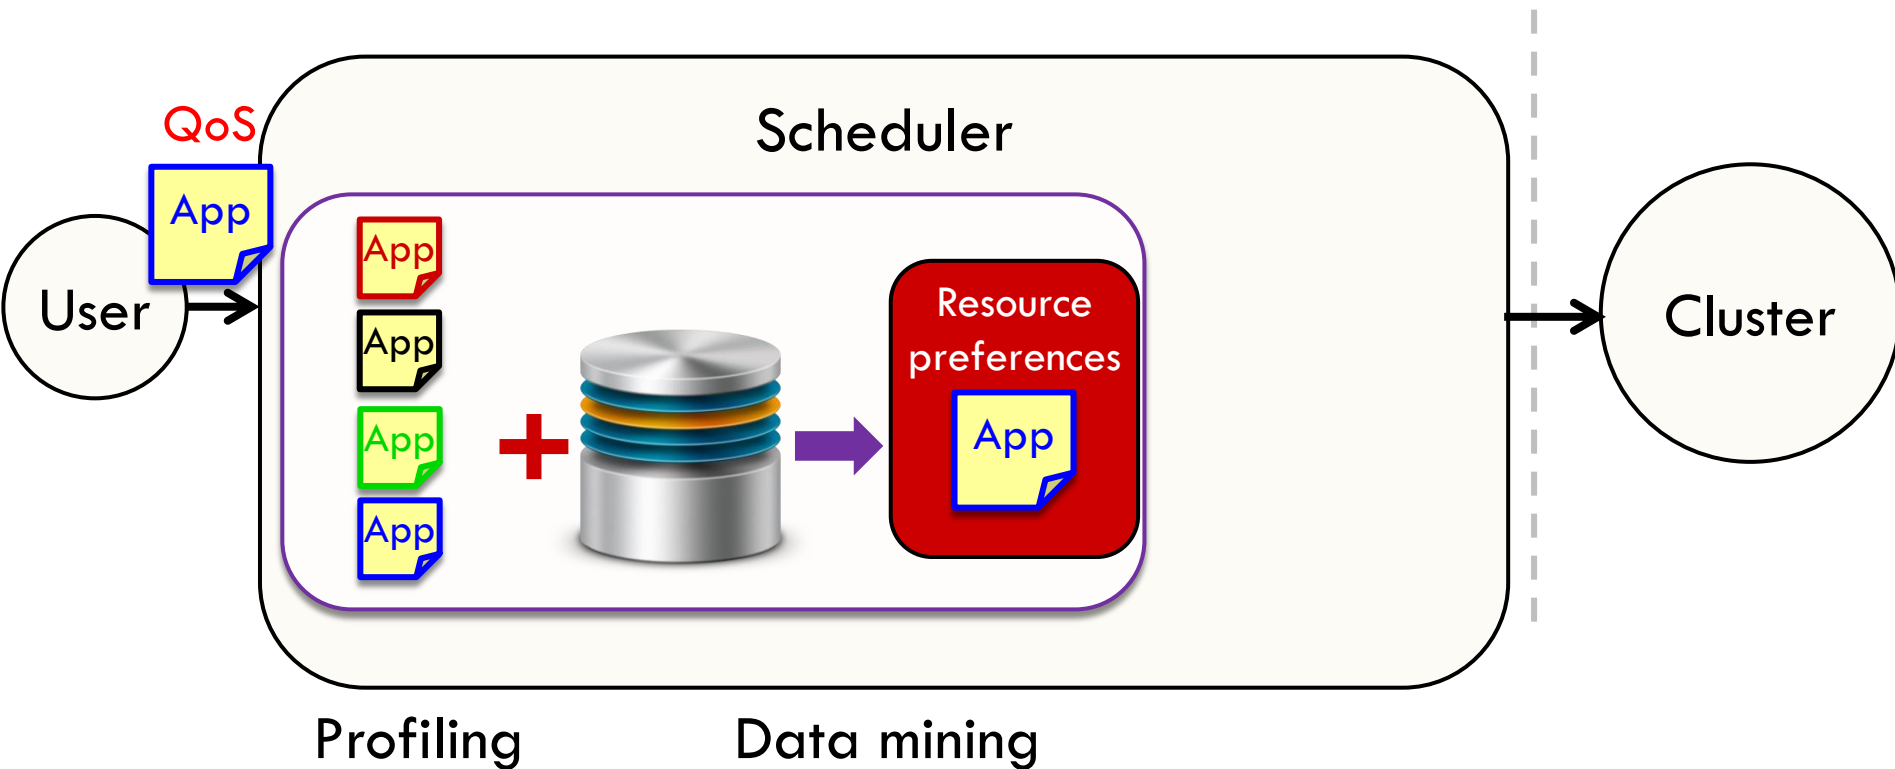 QoS
App
User
Scheduler
App
App
App
App
Resource
preferences
App
Cluster
Profiling
Data mining